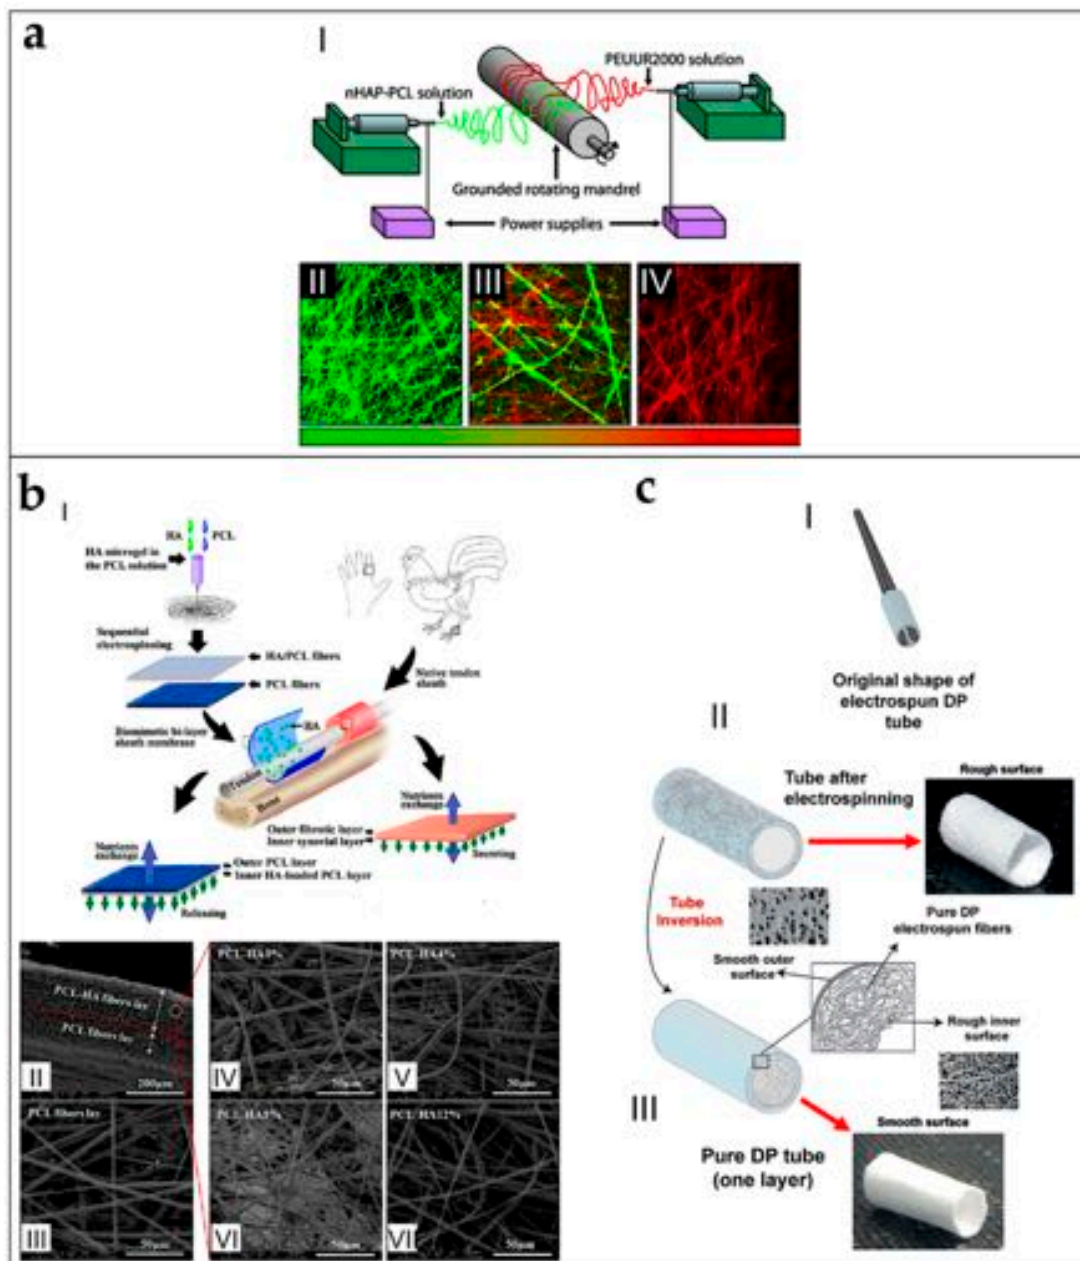 a
I
PEUUR2000 solution
nHAP-PCL solution
Grounded rotating mandrel
Power supplies
II
III
IV
b
I
HA
PCL
HA microgel in
the PCL solution
Sequential
electrospinning
HA/PCL fibers
PCL fibers
Biomimetic bi-layer
sheath membrane
Native tendon
sheath
HA
Tendon
Bone
Nutrients
exchange
Outer fibrotic layer
Inner synovial layer
Secreting
Nutrients
exchange
Outer PCL layer
Inner HA-loaded PCL layer
Releasing
PCL-HA fibers lay
PCL fibers lay
II
200μm
IV
50μm
PCL-HA4%
V
50μm
PCL fibers lay
III
50μm
VI
50μm
PCL-HA12%
VI
50μm
c
I
Original shape of
electrospun DP
tube
II
Tube after
electrospinning
Rough surface
Tube
Inversion
Pure DP
electrospun fibers
Smooth outer
surface
Rough inner
surface
III
Smooth surface
Pure DP tube
(one layer)